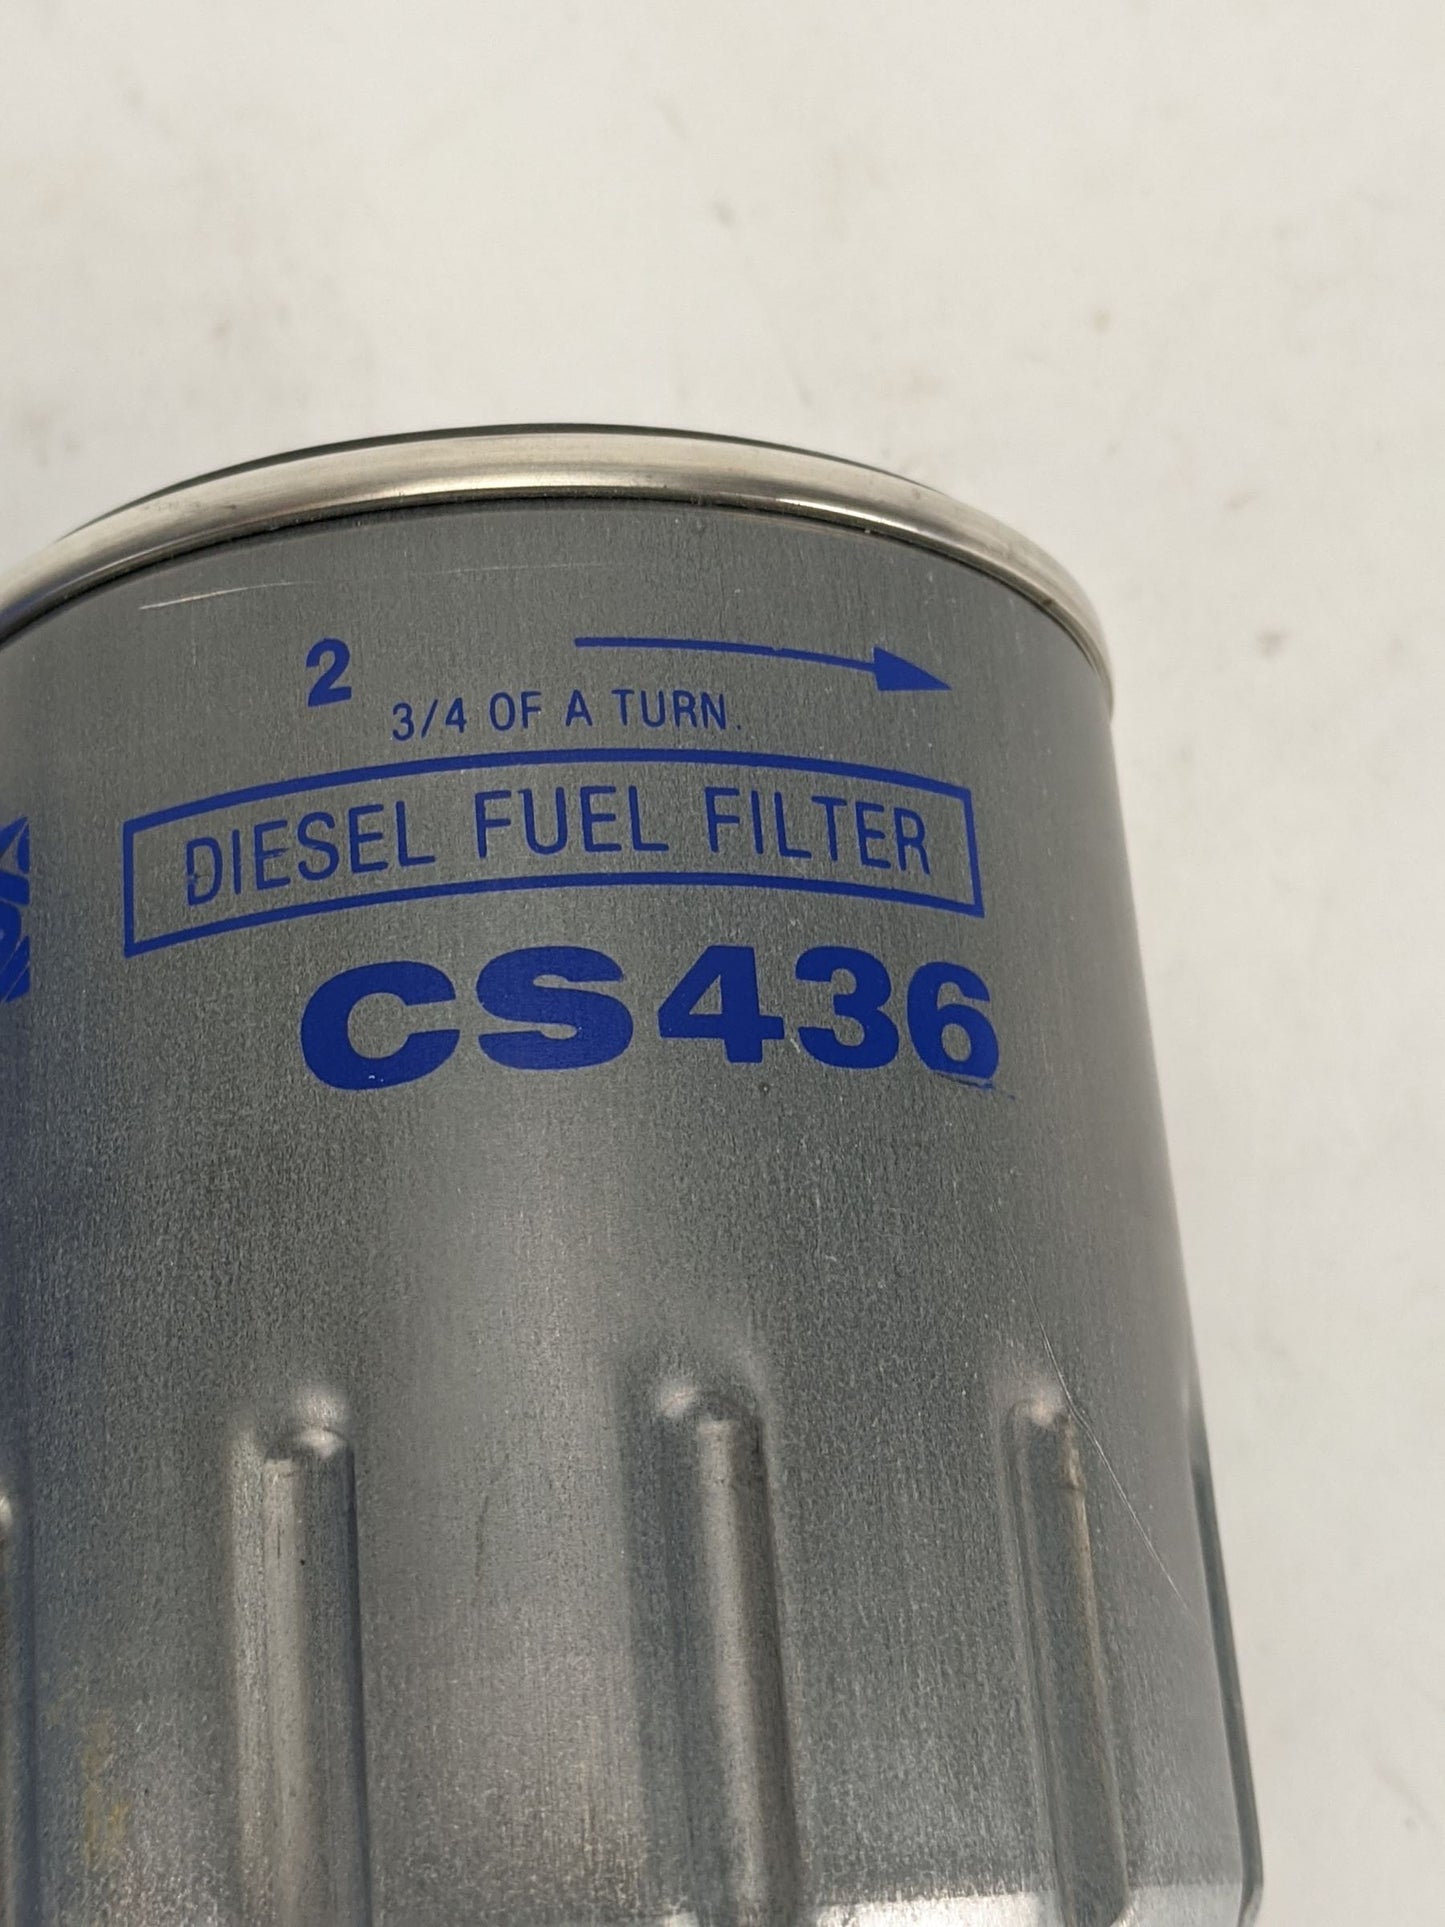 2
3/4 OF A TURN.
DIESEL FUEL FILTER
CS436